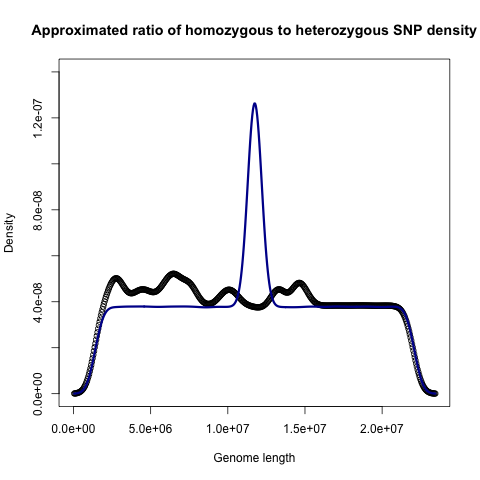 Approximated ratio of homozygous to heterozygous SNP density
Density
1.2e-07
8.0e-08
4.0e-08
0.0e+00
0.0e+00 5.0e+06 1.0e+07 1.5e+07 2.0e+07
Genome length